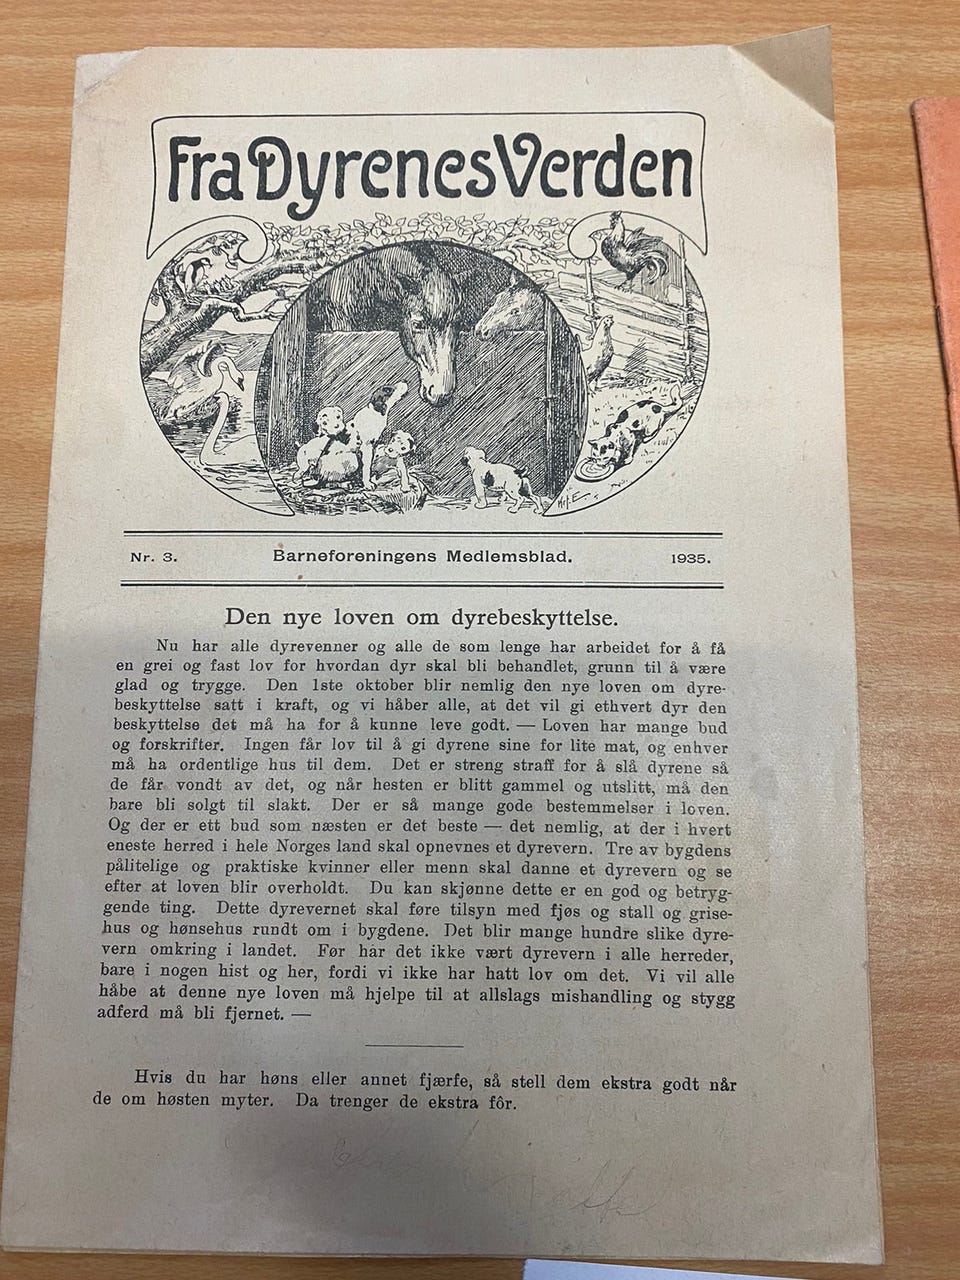 Fra Dyrenes Verden
Nr. 3. Barneforeningens Medlemsblad. 1935.
Den nye loven om dyrebeskyttelse.
Nu har alle dyrevenner og alle de som lenge har arbeidet for å få
en grei og fast lov for hvordan dyr skal bli behandlet, grunn til å være
glad og trygge. Den 1ste oktober blir nemlig den nye loven om dyre-
beskyttelse satt i kraft, og vi håber alle, at det vil gi ethvert dyr den
beskyttelse det må ha for å kunne leve godt. — Loven har mange bud
og forskrifter. Ingen får lov til å gi dyrene sine for lite mat, og enhver
må ha ordentlige hus til dem. Det er streng straff for å slå dyrene så
de får vondt av det, og når hesten er blitt gammel og utslitt, må den
bare bli solgt til slakt. Der er så mange gode bestemmelser i loven.
Og der er ett bud som næsten er det beste — det nemlig, at der i hvert
eneste herred i hele Norges land skal opnevnes et dyrevern. Tre av bygdens
pålitelige og praktiske kvinner eller menn skal danne et dyrevern og se
efter at loven blir overholdt. Du kan skjønne dette er en god og betryg-
gende ting. Dette dyrevernet skal føre tilsyn med fjøs og stall og grise-
hus og hønsehus rundt om i bygdene. Det blir mange hundre slike dyre-
vern omkring i landet. Før har det ikke vært dyrevern i alle herreder,
bare i nogen hist og her, fordi vi ikke har hatt lov om det. Vi vil alle
håbe at denne nye loven må hjelpe til at allslags mishandling og stygg
adferd må bli fjernet. —
Hvis du har høns eller annet fjærfe, så stell dem ekstra godt når
de om høsten myter. Da trenger de ekstra fôr.